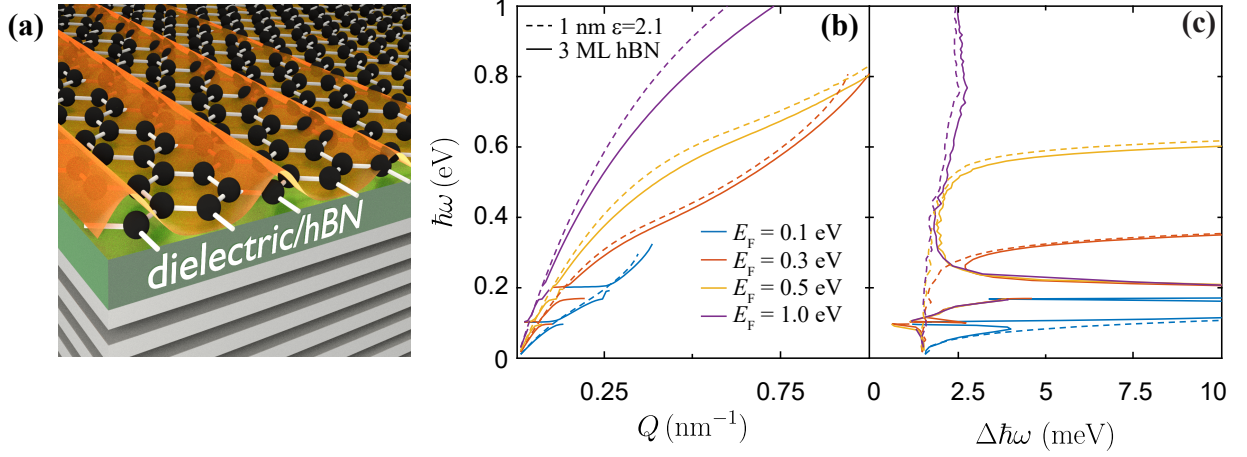 (a)
dielectric/hBN
ħω (eV)
1
0.8
0.6
0.4
0.2
0
1 nm ε=2.1
3 ML hBN
(b)
E_F = 0.1 eV
E_F = 0.3 eV
E_F = 0.5 eV
E_F = 1.0 eV
0.25
0.75
Q (nm⁻¹)
(c)
0
2.5
5
7.5
10
Δħω (meV)